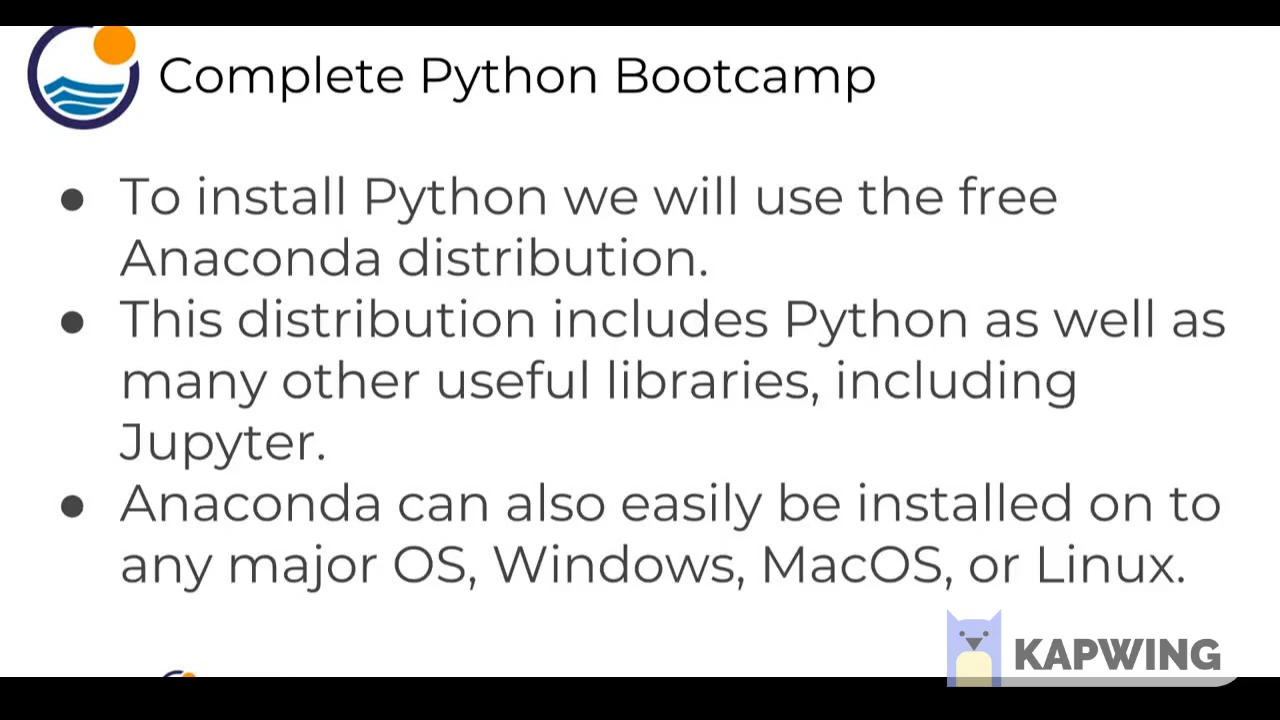 Complete Python Bootcamp
● To install Python we will use the free
Anaconda distribution.
● This distribution includes Python as well as
many other useful libraries, including
Jupyter.
● Anaconda can also easily be installed on to
any major OS, Windows, MacOS, or Linux.
KAPWING